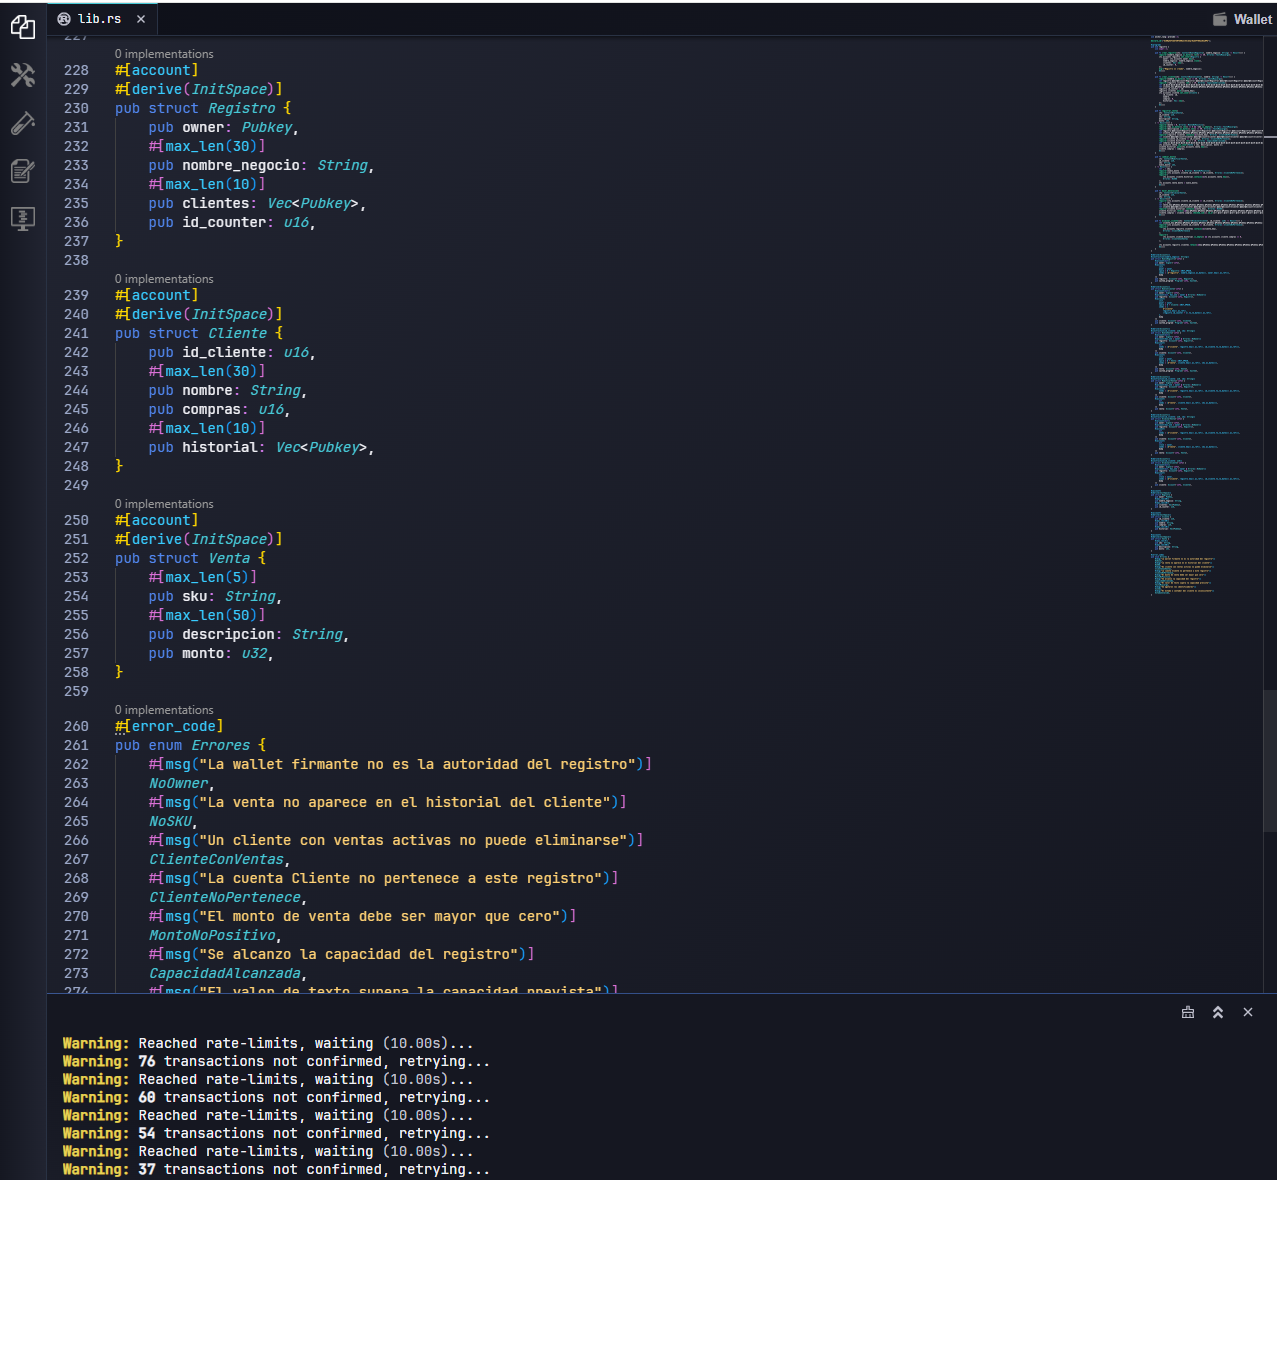 lib.rs
Wallet
227
0 implementations
228 #[account]
229 #[derive(InitSpace)]
230 pub struct Registro {
231 pub owner: Pubkey,
232 #[max_len(30)]
233 pub nombre_negocio: String,
234 #[max_len(10)]
235 pub clientes: Vec<Pubkey>,
236 pub id_counter: u16,
237 }
238
0 implementations
239 #[account]
240 #[derive(InitSpace)]
241 pub struct Cliente {
242 pub id_cliente: u16,
243 #[max_len(30)]
244 pub nombre: String,
245 pub compras: u16,
246 #[max_len(10)]
247 pub historial: Vec<Pubkey>,
248 }
249
0 implementations
250 #[account]
251 #[derive(InitSpace)]
252 pub struct Venta {
253 #[max_len(5)]
254 pub sku: String,
255 #[max_len(50)]
256 pub descripcion: String,
257 pub monto: u32,
258 }
259
0 implementations
260 #[error_code]
261 pub enum Errores {
262 #[msg("La wallet firmante no es la autoridad del registro")]
263 NoOwner,
264 #[msg("La venta no aparece en el historial del cliente")]
265 NoSKU,
266 #[msg("Un cliente con ventas activas no puede eliminarse")]
267 ClienteConVentas,
268 #[msg("La cuenta Cliente no pertenece a este registro")]
269 ClienteNoPertenece,
270 #[msg("El monto de venta debe ser mayor que cero")]
271 MontoNoPositivo,
272 #[msg("Se alcanzo la capacidad del registro")]
273 CapacidadAlcanzada,
274 #[msg("El valor de texto supera la capacidad prevista")]
Warning: Reached rate-limits, waiting (10.00s)...
Warning: 76 transactions not confirmed, retrying...
Warning: Reached rate-limits, waiting (10.00s)...
Warning: 60 transactions not confirmed, retrying...
Warning: Reached rate-limits, waiting (10.00s)...
Warning: 54 transactions not confirmed, retrying...
Warning: Reached rate-limits, waiting (10.00s)...
Warning: 37 transactions not confirmed, retrying...